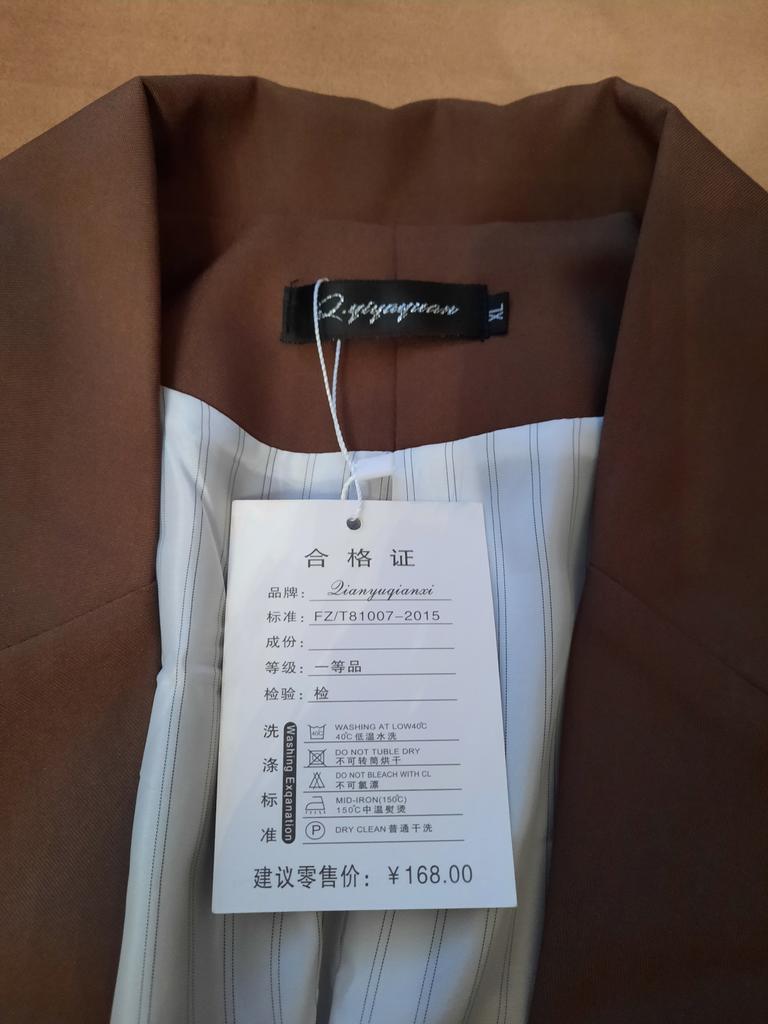 Q.yiyayuan
XL
合格证
品牌: Qianyuqianxi
标准: FZ/T81007-2015
成份:
等级: 一等品
检验: 检
洗涤标准
Washing Exqanation
40℃
WASHING AT LOW40℃
40℃低温水洗
DO NOT TUBLE DRY
不可转筒烘干
DO NOT BLEACH WITH CL
不可氯漂
MID-IRON(150℃)
150℃中温熨烫
P
DRY CLEAN 普通干洗
建议零售价: ¥168.00